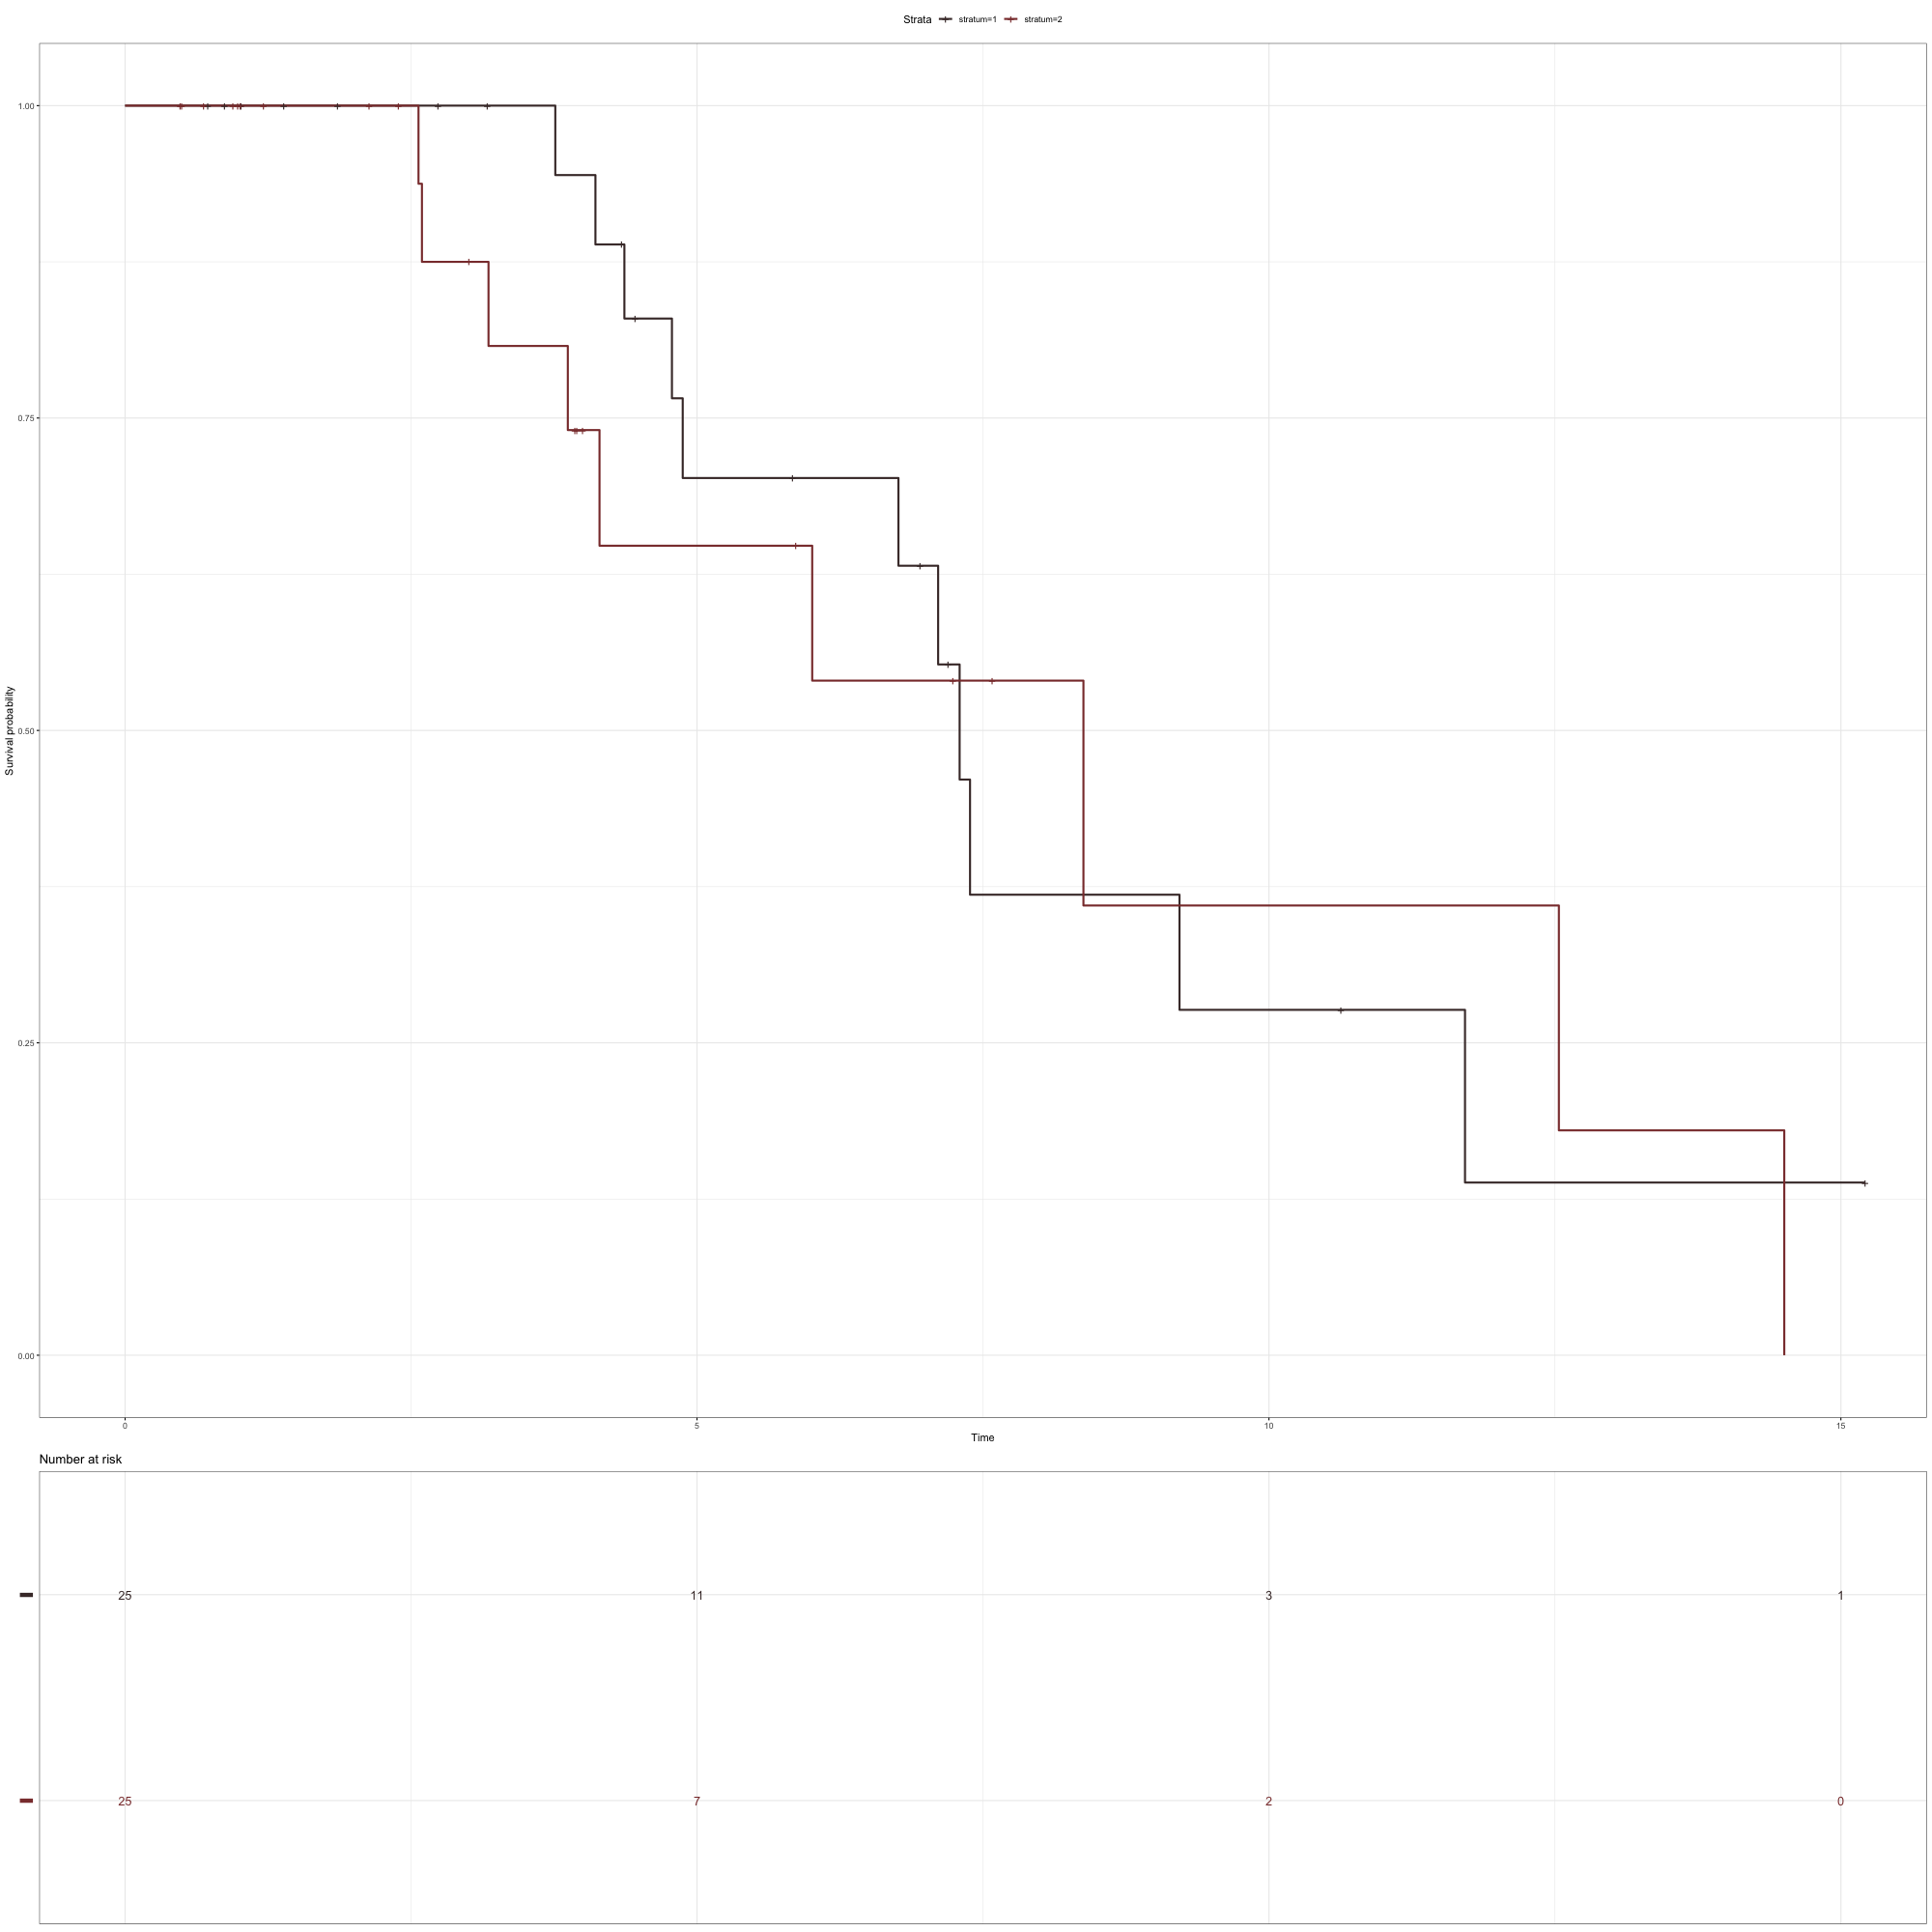 Strata stratum=1 stratum=2
Survival probability
1.00
0.75
0.50
0.25
0.00
0 5 10 15
Time
Number at risk
25 11 3 1
25 7 2 0